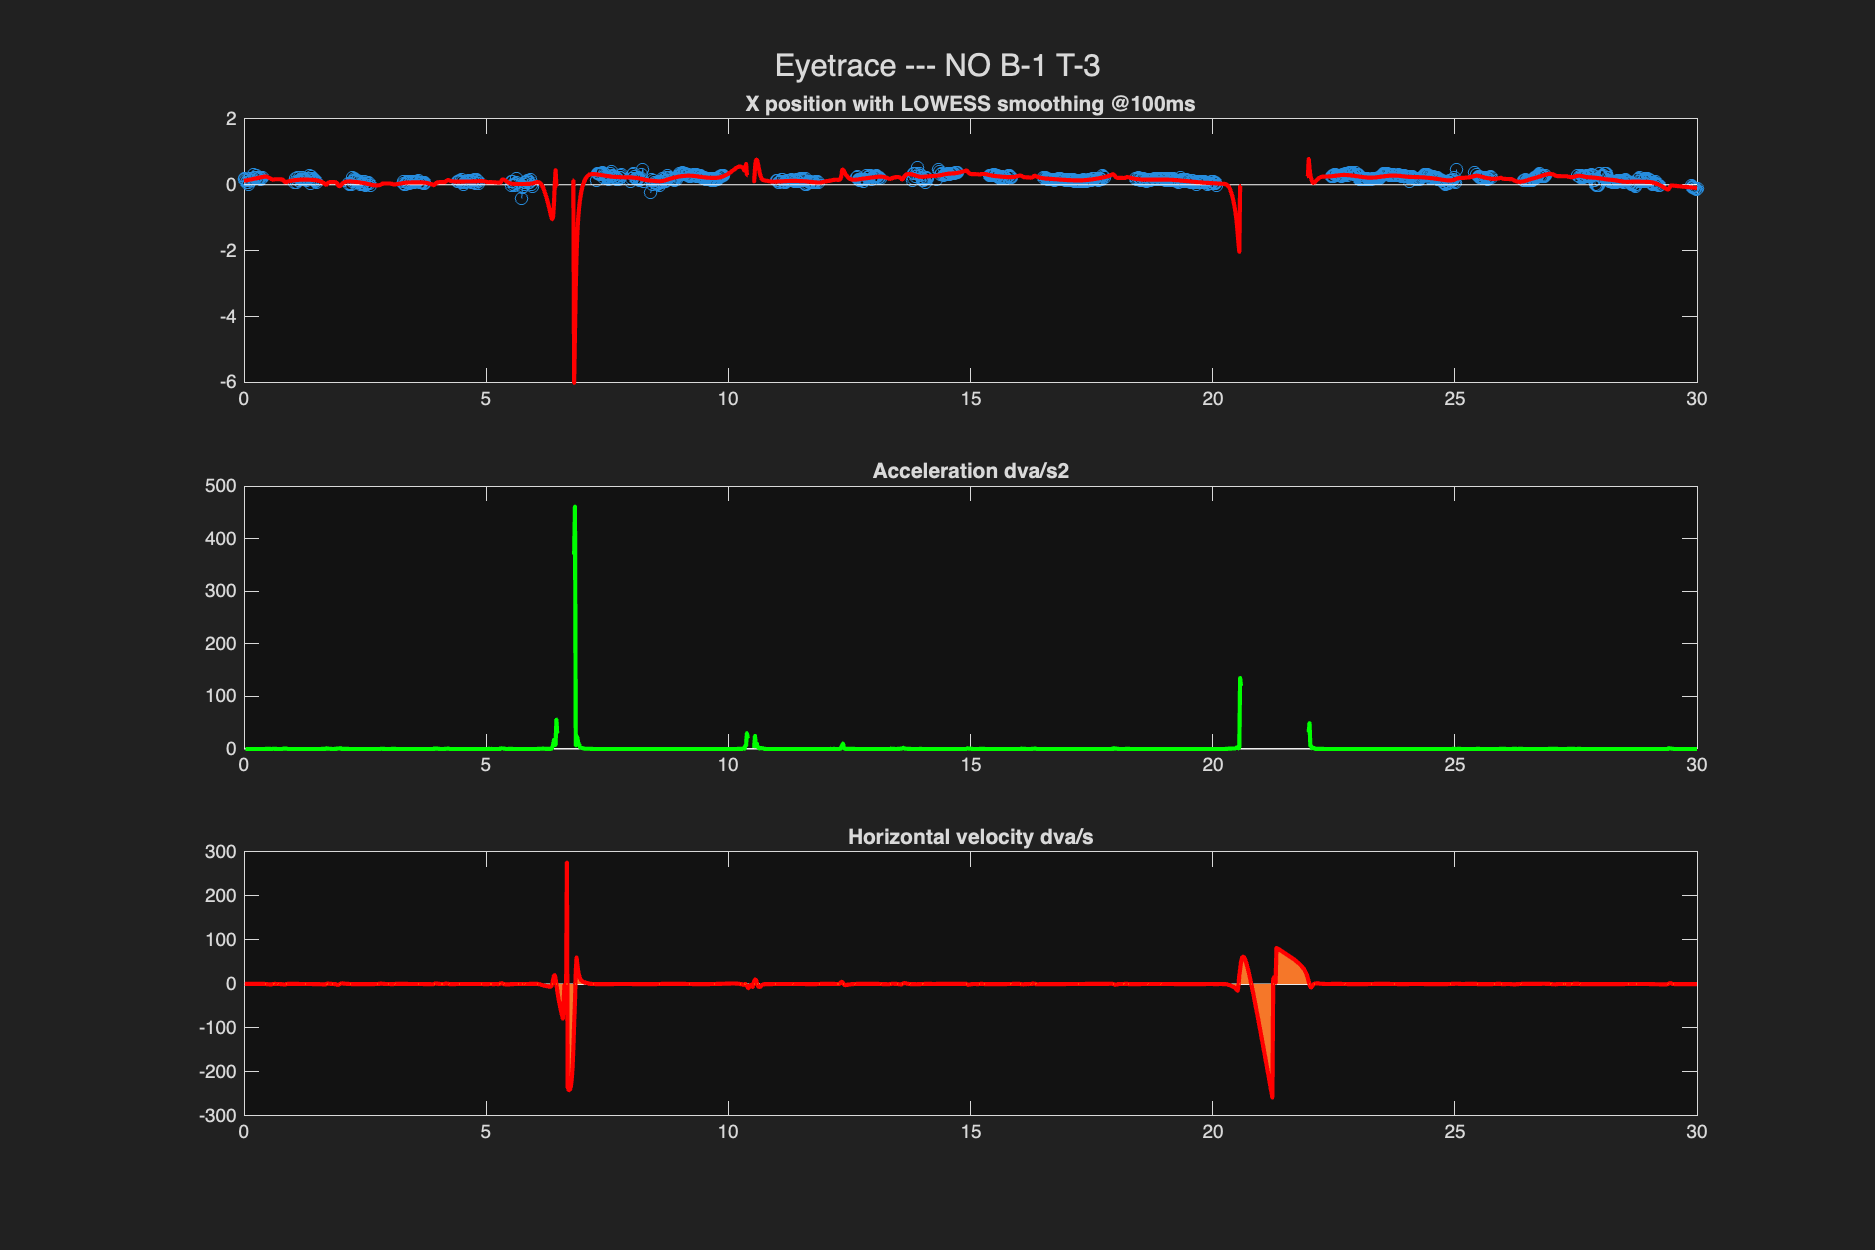 Eyetrace --- NO B-1 T-3
X position with LOWESS smoothing @100ms
2
0
-2
-4
-6
0 5 10 15 20 25 30
Acceleration dva/s2
500
400
300
200
100
0
0 5 10 15 20 25 30
Horizontal velocity dva/s
300
200
100
0
-100
-200
-300
0 5 10 15 20 25 30